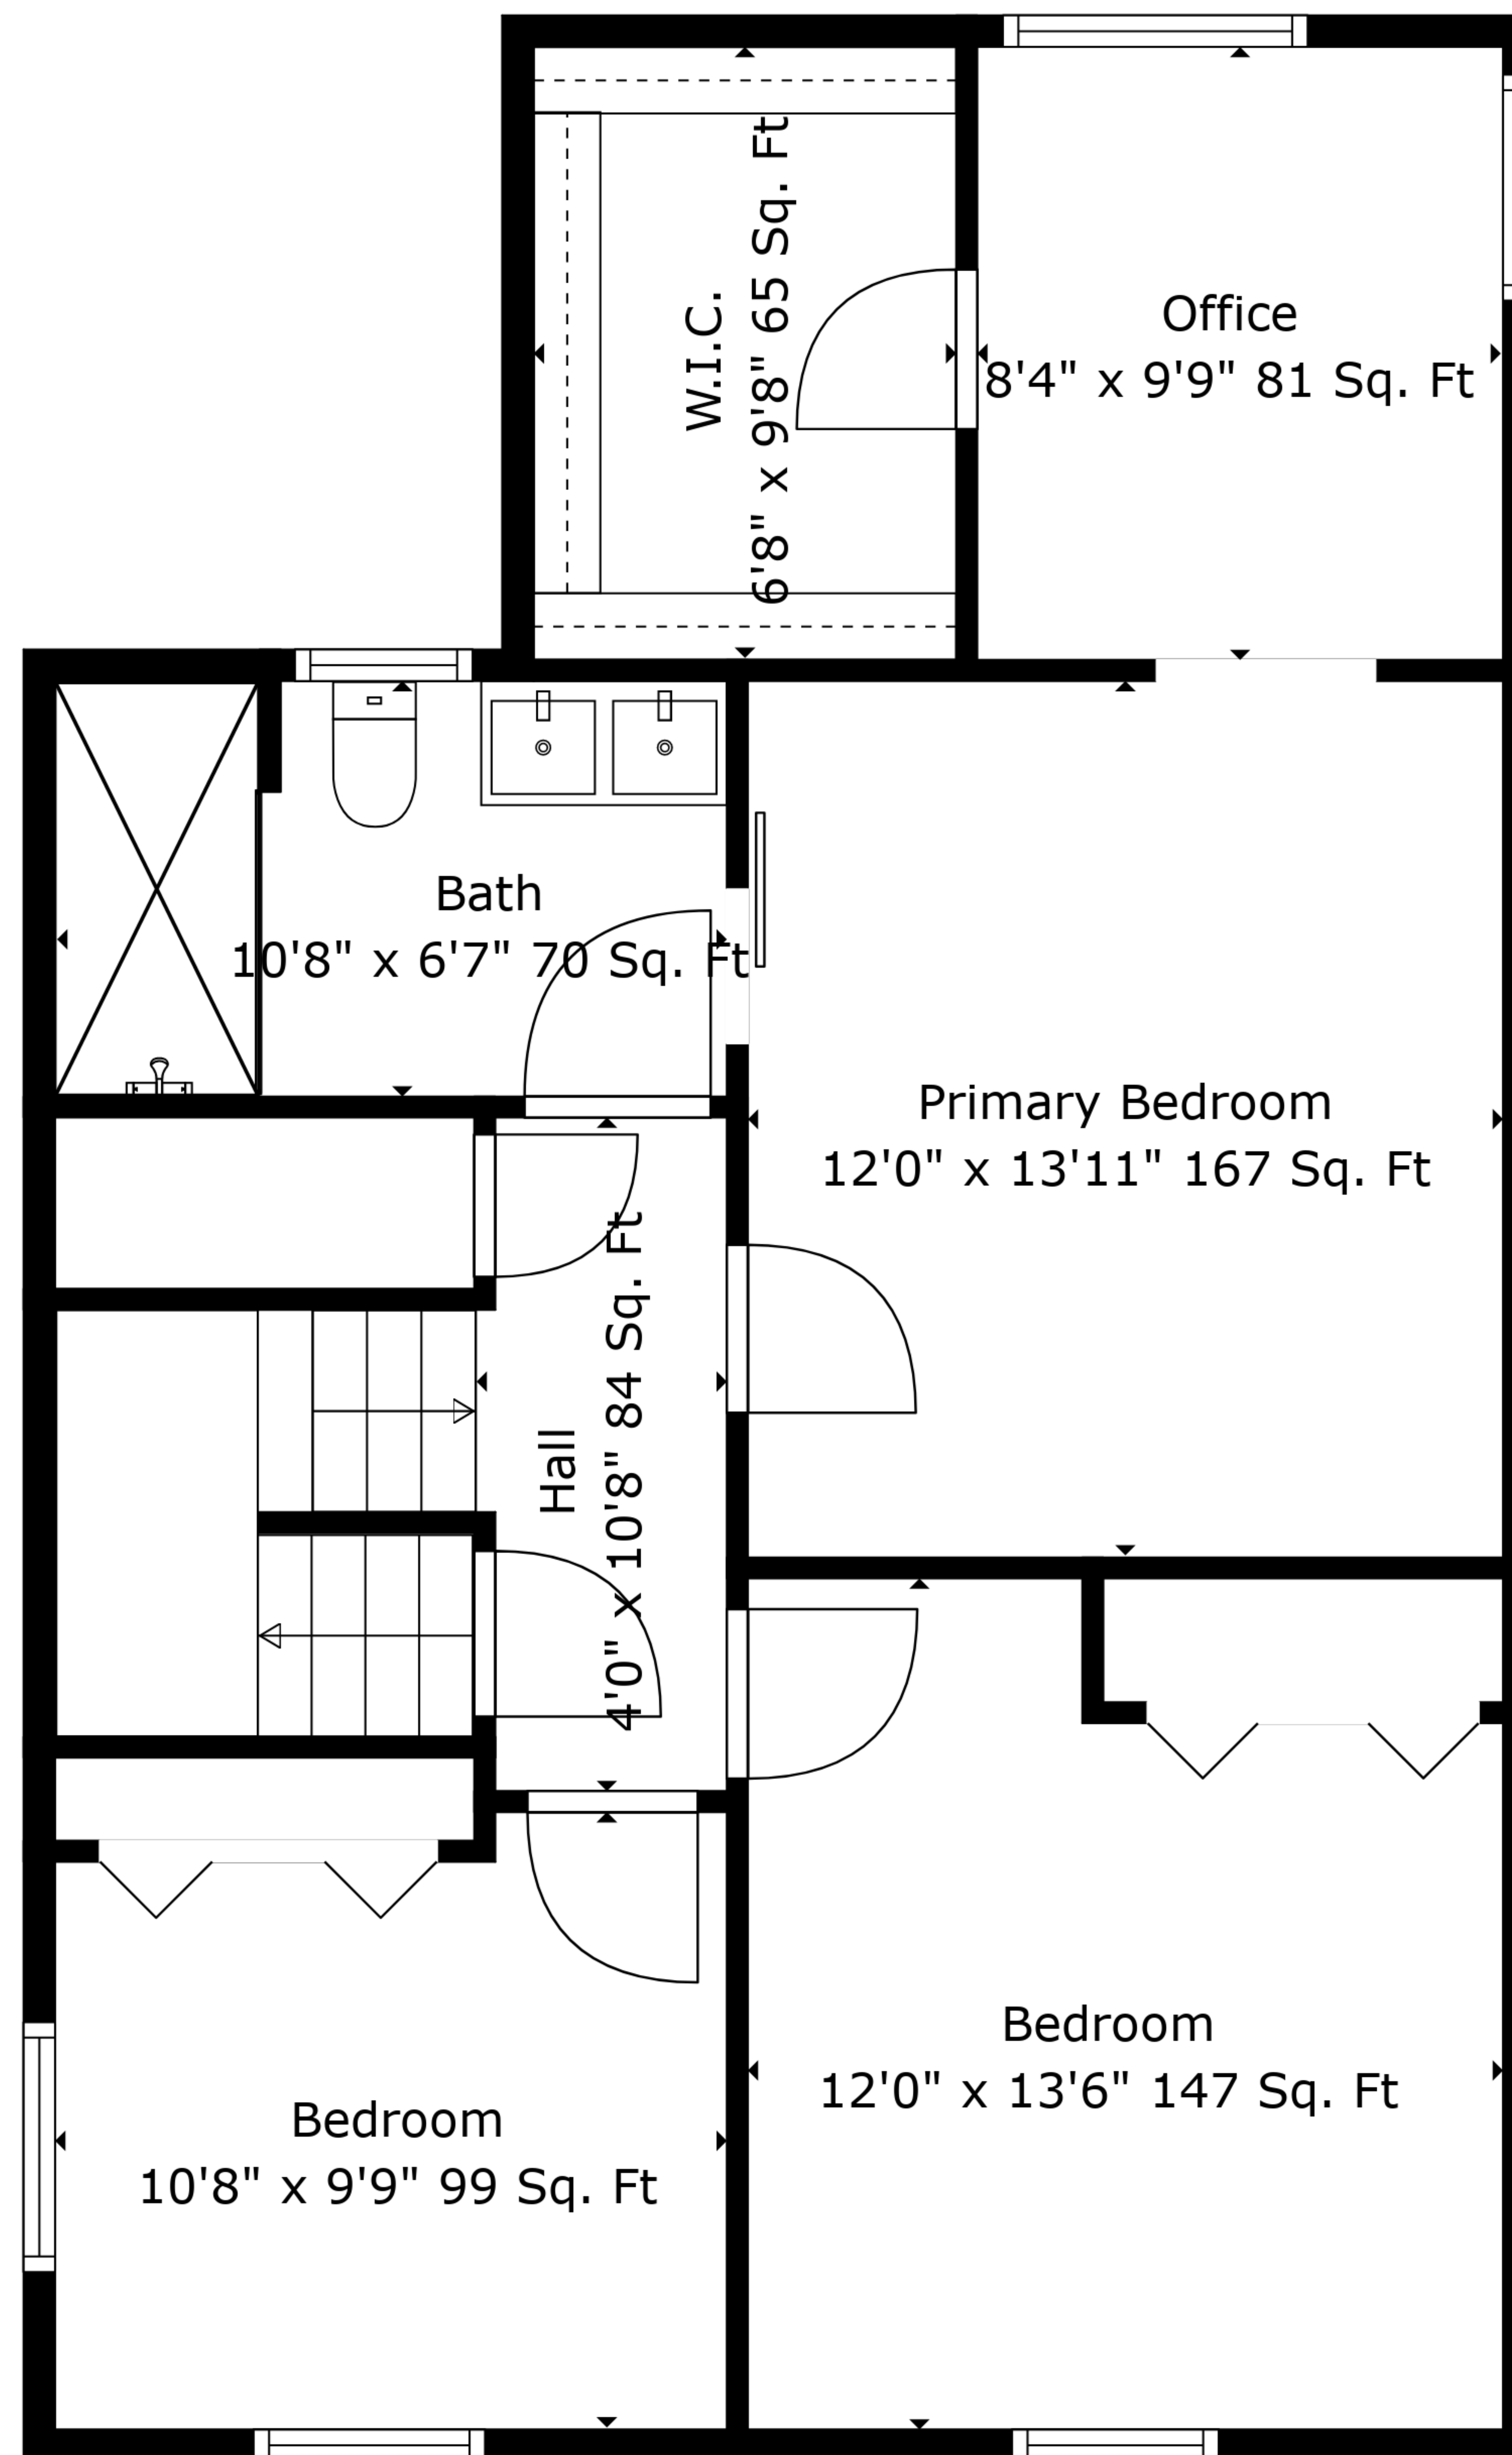 W.I.C.
6'8" x 9'8" 65 Sq. Ft
Office
8'4" x 9'9" 81 Sq. Ft
Bath
10'8" x 6'7" 70 Sq. Ft
Primary Bedroom
12'0" x 13'11" 167 Sq. Ft
Hall
4'0" x 10'8" 84 Sq. Ft
Bedroom
12'0" x 13'6" 147 Sq. Ft
Bedroom
10'8" x 9'9" 99 Sq. Ft